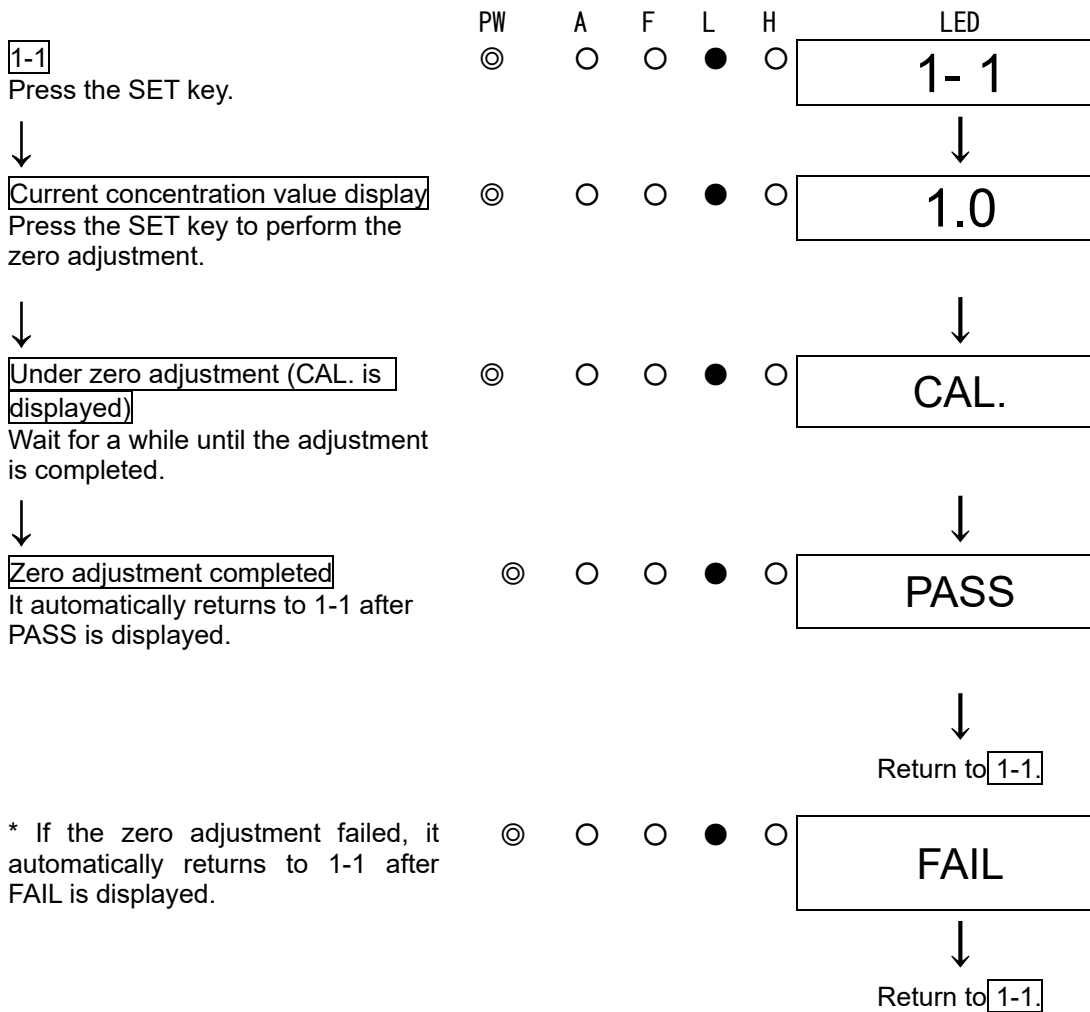 PW A F L H LED
1-1 ◎ ○ ○ ● ○ 1- 1
Press the SET key.
↓ ↓
Current concentration value display ◎ ○ ○ ● ○ 1.0
Press the SET key to perform the
zero adjustment.
↓ ↓
Under zero adjustment (CAL. is ◎ ○ ○ ● ○ CAL.
displayed)
Wait for a while until the adjustment
is completed.
↓ ↓
Zero adjustment completed ◎ ○ ○ ● ○ PASS
It automatically returns to 1-1 after
PASS is displayed.
↓
Return to 1-1.
* If the zero adjustment failed, it ◎ ○ ○ ● ○ FAIL
automatically returns to 1-1 after
FAIL is displayed.
↓
Return to 1-1.